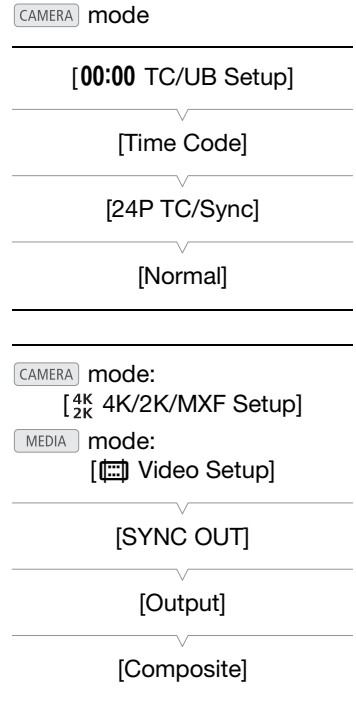 CAMERA mode
[00:00 TC/UB Setup]
[Time Code]
[24P TC/Sync]
[Normal]
CAMERA mode:
[4K 2K 4K/2K/MXF Setup]
MEDIA mode:
[Video Setup]
[SYNC OUT]
[Output]
[Composite]